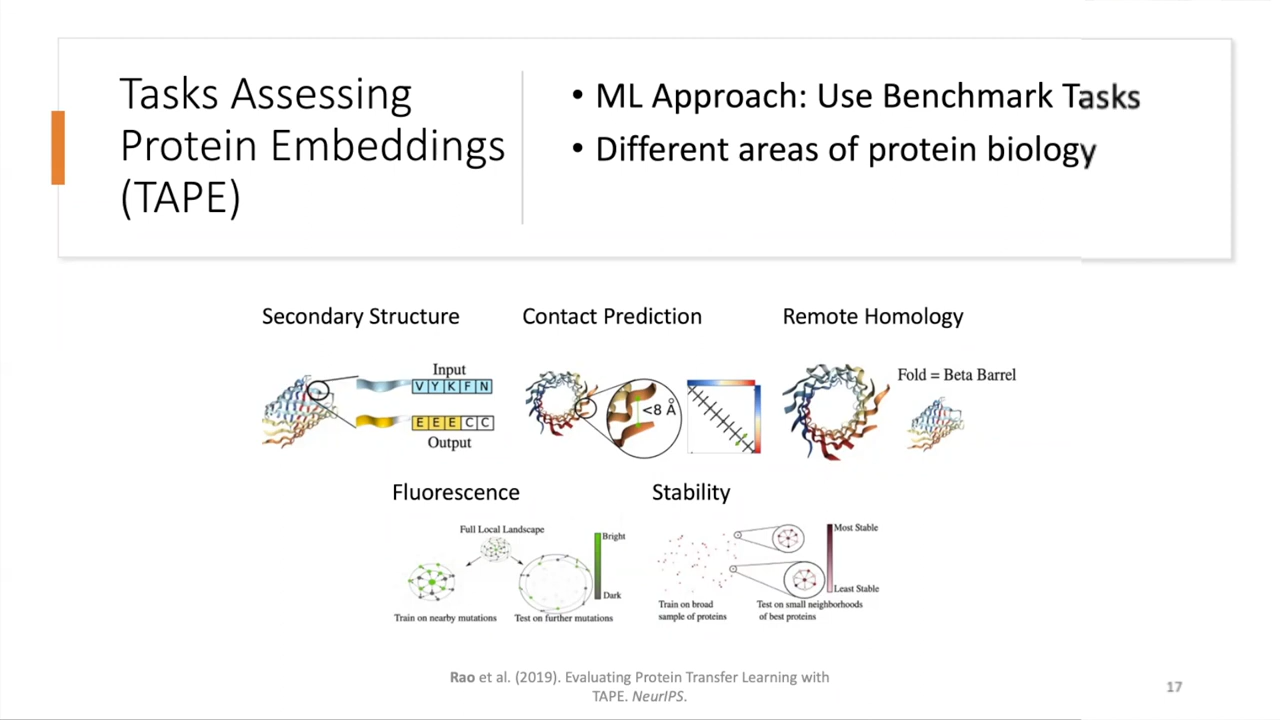 Tasks Assessing
Protein Embeddings
(TAPE)
• ML Approach: Use Benchmark Tasks
• Different areas of protein biology
Secondary Structure
Input
V Y K F N
E E E C C
Output
Contact Prediction
<8 Å
Remote Homology
Fold = Beta Barrel
Fluorescence
Full Local Landscape
Bright
Dark
Train on nearby mutations
Test on further mutations
Stability
Most Stable
Least Stable
Train on broad
sample of proteins
Test on small neighborhoods
of best proteins
Rao et al. (2019). Evaluating Protein Transfer Learning with
TAPE. NeurIPS.
17